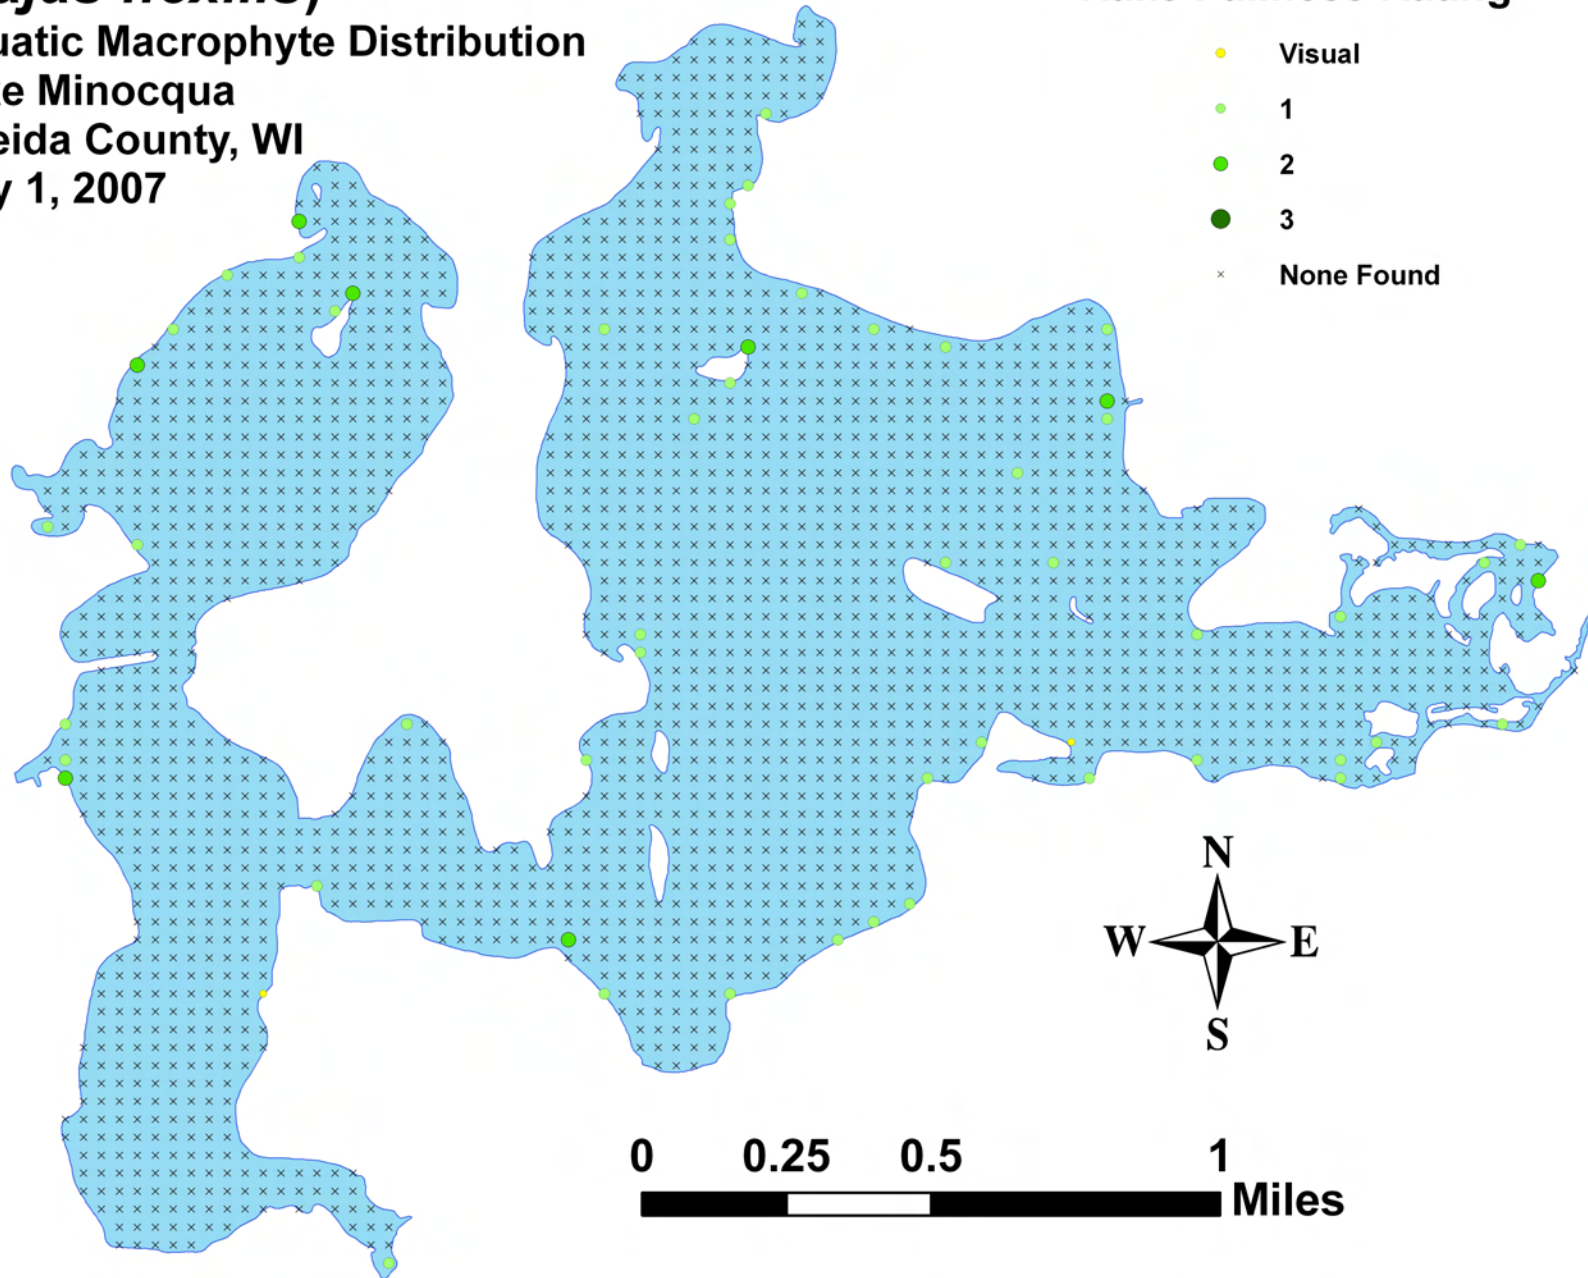 uatic Macrophyte Distribution
Minocqua
County, WI
1, 2007
Visual
1
2
3
None Found
N
W E
S
0 0.25 0.5 1
Miles